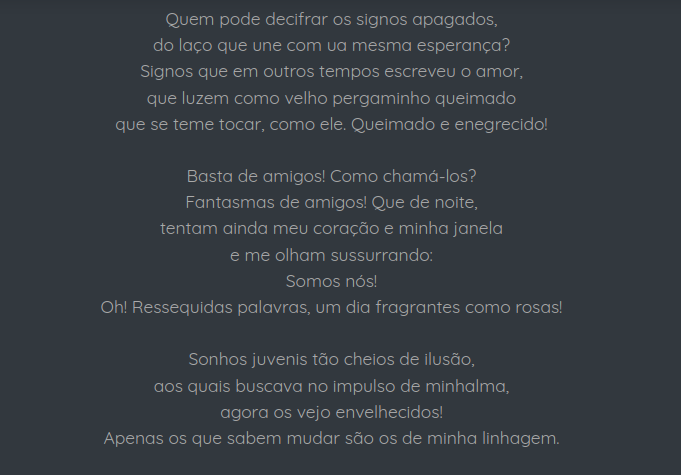 Quem pode decifrar os signos apagados,
do laço que une com ua mesma esperança?
Signos que em outros tempos escreveu o amor,
que luzem como velho pergaminho queimado
que se teme tocar, como ele. Queimado e enegrecido!
Basta de amigos! Como chamá-los?
Fantasmas de amigos! Que de noite,
tentam ainda meu coração e minha janela
e me olham sussurrando:
Somos nós!
Oh! Ressequidas palavras, um dia fragrantes como rosas!
Sonhos juvenis tão cheios de ilusão,
aos quais buscava no impulso de minhalma,
agora os vejo envelhecidos!
Apenas os que sabem mudar são os de minha linhagem.